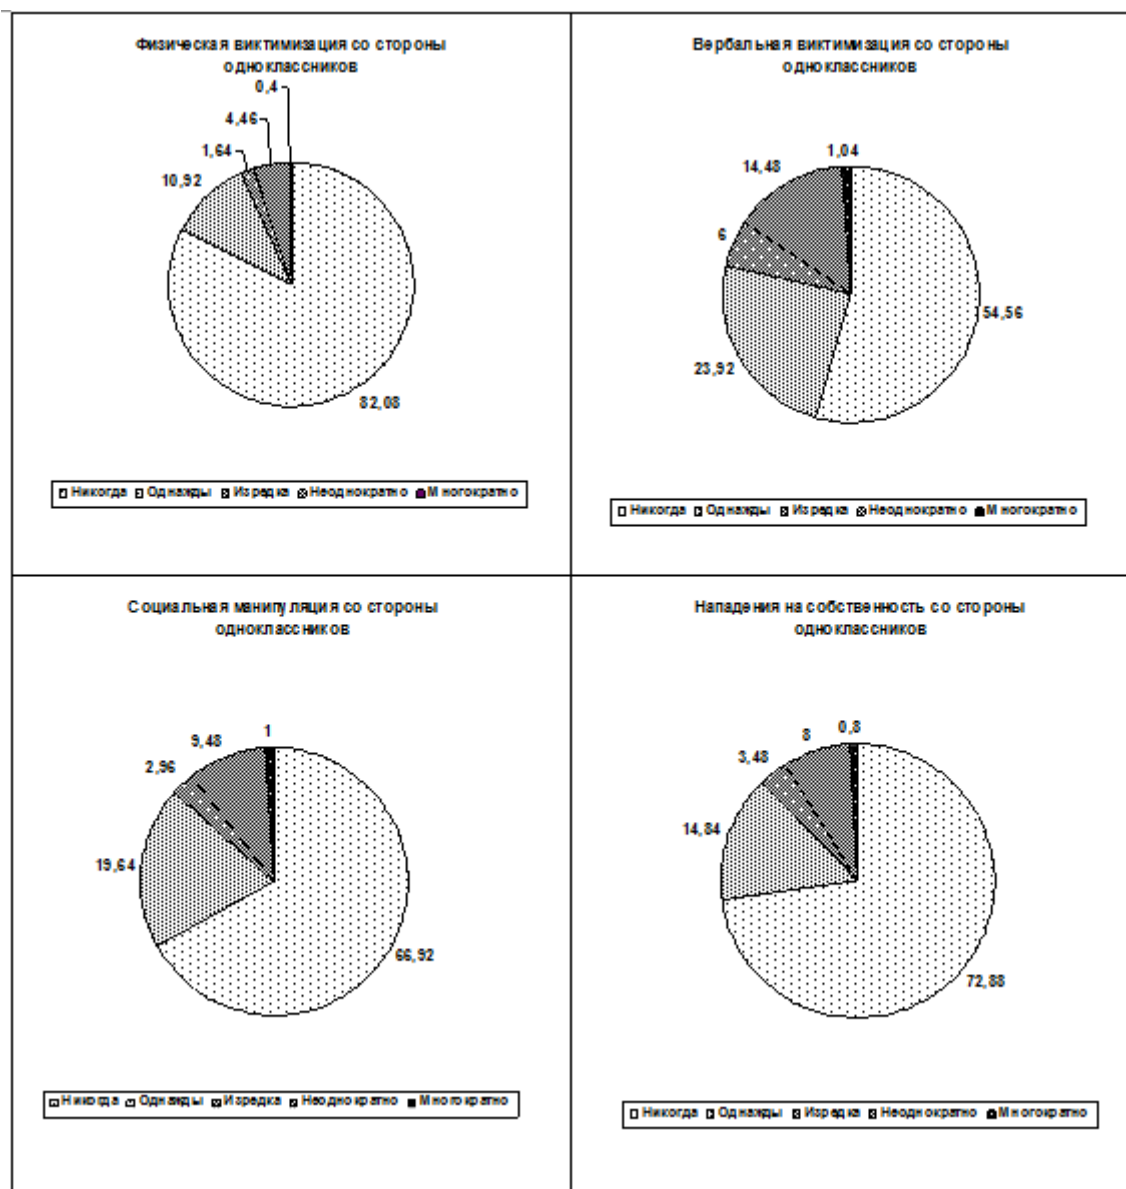 Физическая виктимизация со стороны
одноклассников
0,4
4,46
1,64
10,92
82,08
Никогда Однажды Изредка Неоднократно Многократно
Вербальная виктимизация со стороны
одноклассников
1,04
14,48
6
54,56
23,92
Никогда Однажды Изредка Неоднократно Многократно
Социальная манипуляция со стороны
одноклассников
1
9,48
2,96
19,64
66,92
Никогда Однажды Изредка Неоднократно Многократно
Нападения на собственность со стороны
одноклассников
0,8
8
3,48
14,84
72,88
Никогда Однажды Изредка Неоднократно Многократно